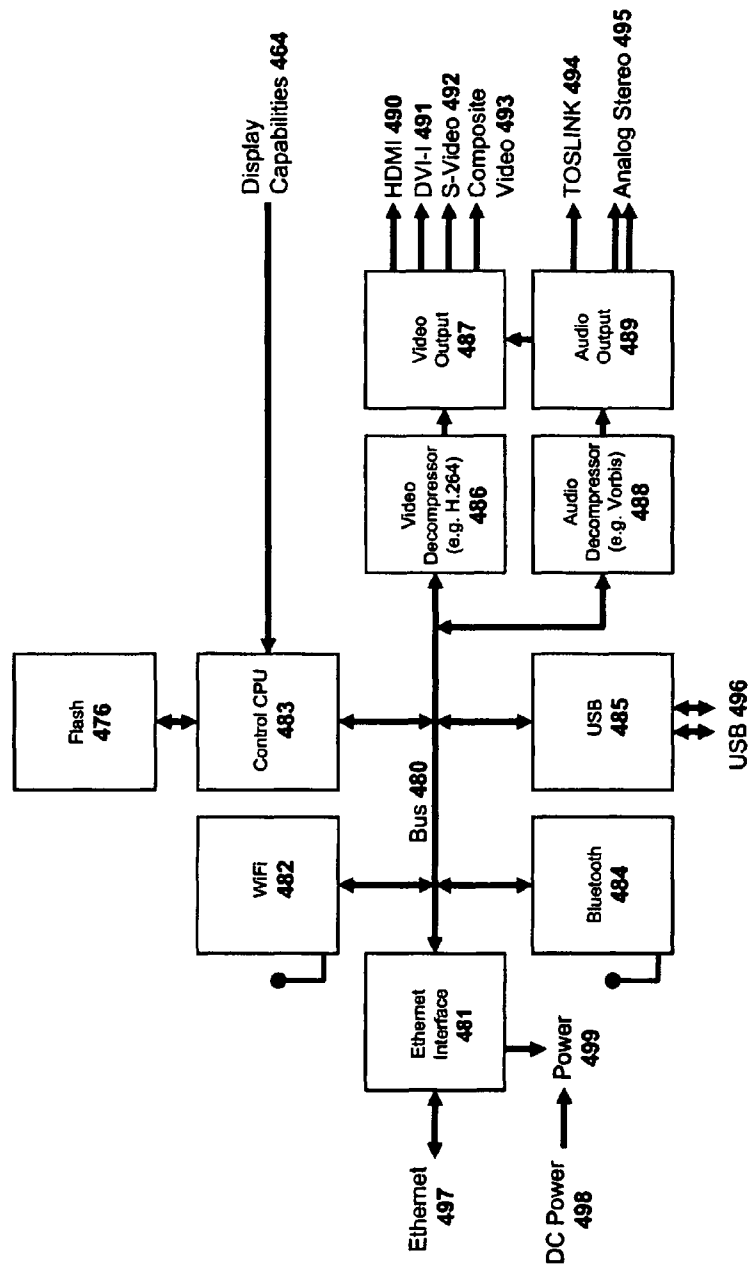 Display
Capabilities 464
Flash
476
Control CPU
483
WiFi
482
Bus 480
Ethernet
Interface
481
Ethernet
497
DC Power
498
Power
499
Bluetooth
484
USB
485
USB 496
Video
Decompressor
(e.g. H.264)
486
Video
Output
487
Audio
Decompressor
(e.g. Vorbis)
488
Audio
Output
489
HDMI 490
DVI-I 491
S-Video 492
Composite
Video 493
TOSLINK 494
Analog Stereo 495